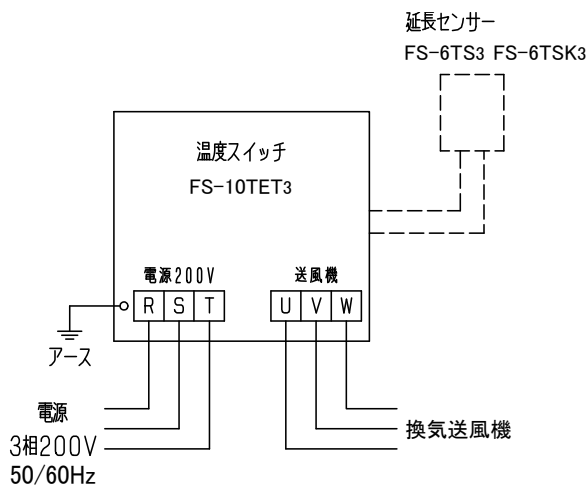 延長センサー
FS-6TS3 FS-6TSK3
温度スイッチ
FS-10TET3
電源200V
送風機
R S T
U V W
アース
電源
3相200V
50/60Hz
換気送風機